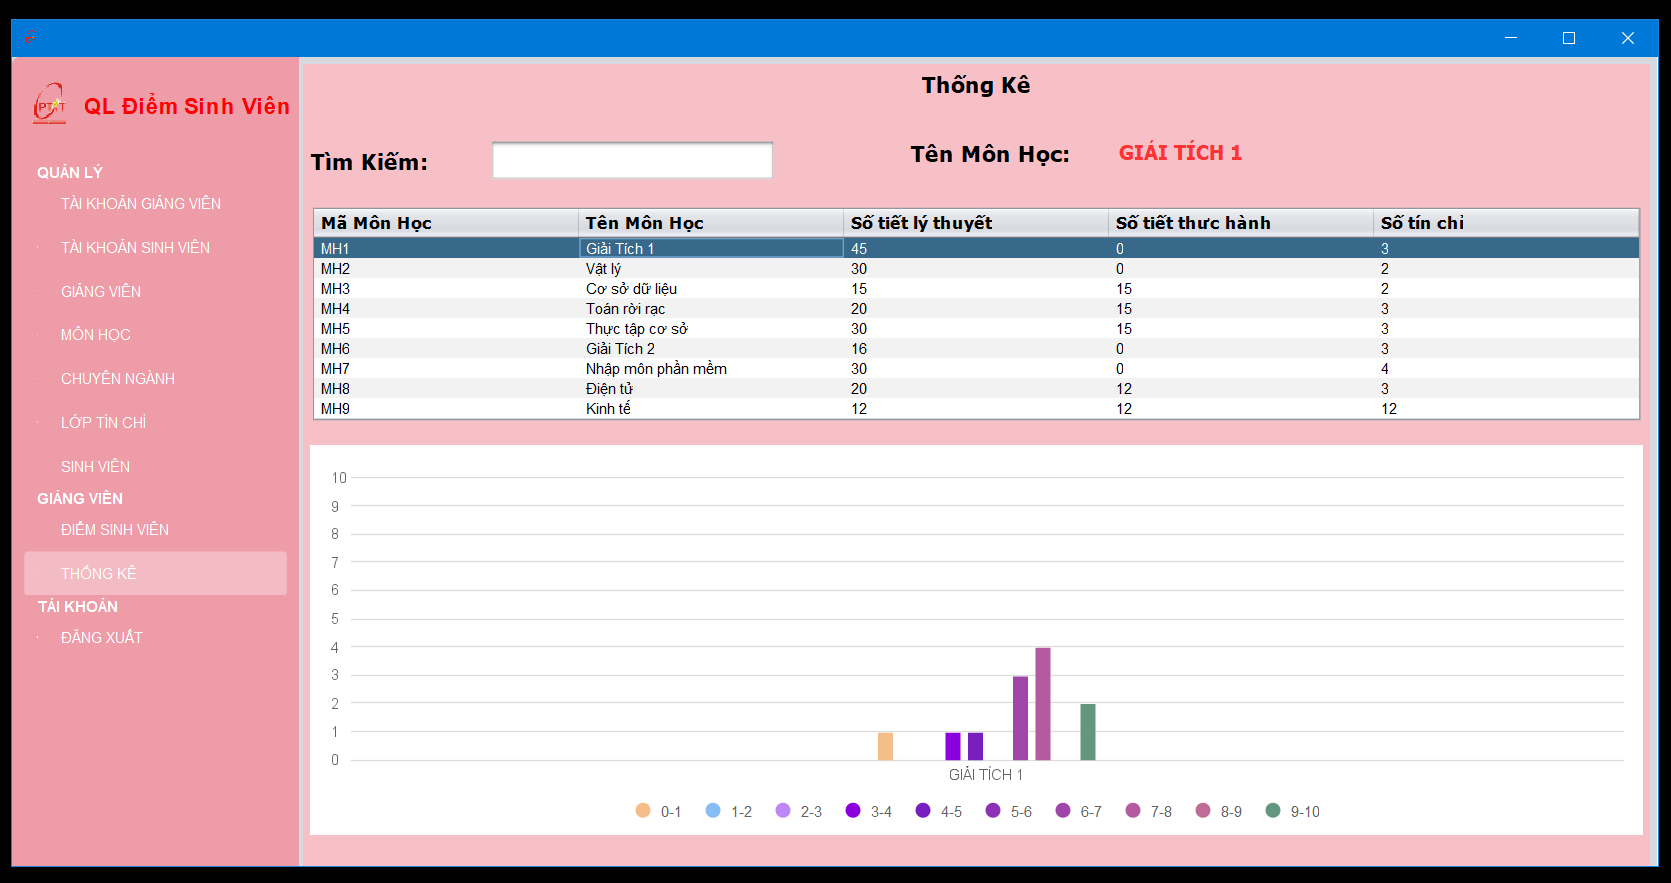 PTIT
QL Điểm Sinh Viên
QUẢN LÝ
TÀI KHOẢN GIẢNG VIÊN
TÀI KHOẢN SINH VIÊN
GIẢNG VIÊN
MÔN HỌC
CHUYÊN NGÀNH
LỚP TÍN CHỈ
SINH VIÊN
GIẢNG VIÊN
ĐIỂM SINH VIÊN
THỐNG KÊ
TÀI KHOẢN
ĐĂNG XUẤT
Thống Kê
Tìm Kiếm:
Tên Môn Học: GIẢI TÍCH 1
Mã Môn Học Tên Môn Học Số tiết lý thuyết Số tiết thực hành Số tín chỉ
MH1 Giải Tích 1 45 0 3
MH2 Vật lý 30 0 2
MH3 Cơ sở dữ liệu 15 15 2
MH4 Toán rời rạc 20 15 3
MH5 Thực tập cơ sở 30 15 3
MH6 Giải Tích 2 16 0 3
MH7 Nhập môn phần mềm 30 0 4
MH8 Điện tử 20 12 3
MH9 Kinh tế 12 12 12
10
9
8
7
6
5
4
3
2
1
0
GIẢI TÍCH 1
0-1 1-2 2-3 3-4 4-5 5-6 6-7 7-8 8-9 9-10